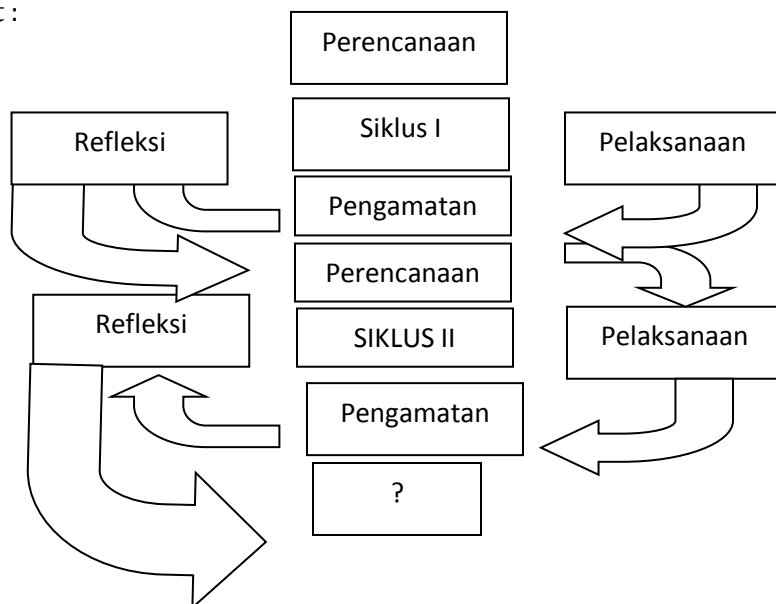 t :
Perencanaan
Refleksi
Siklus I
Pelaksanaan
Pengamatan
Perencanaan
Refleksi
SIKLUS II
Pelaksanaan
Pengamatan
?